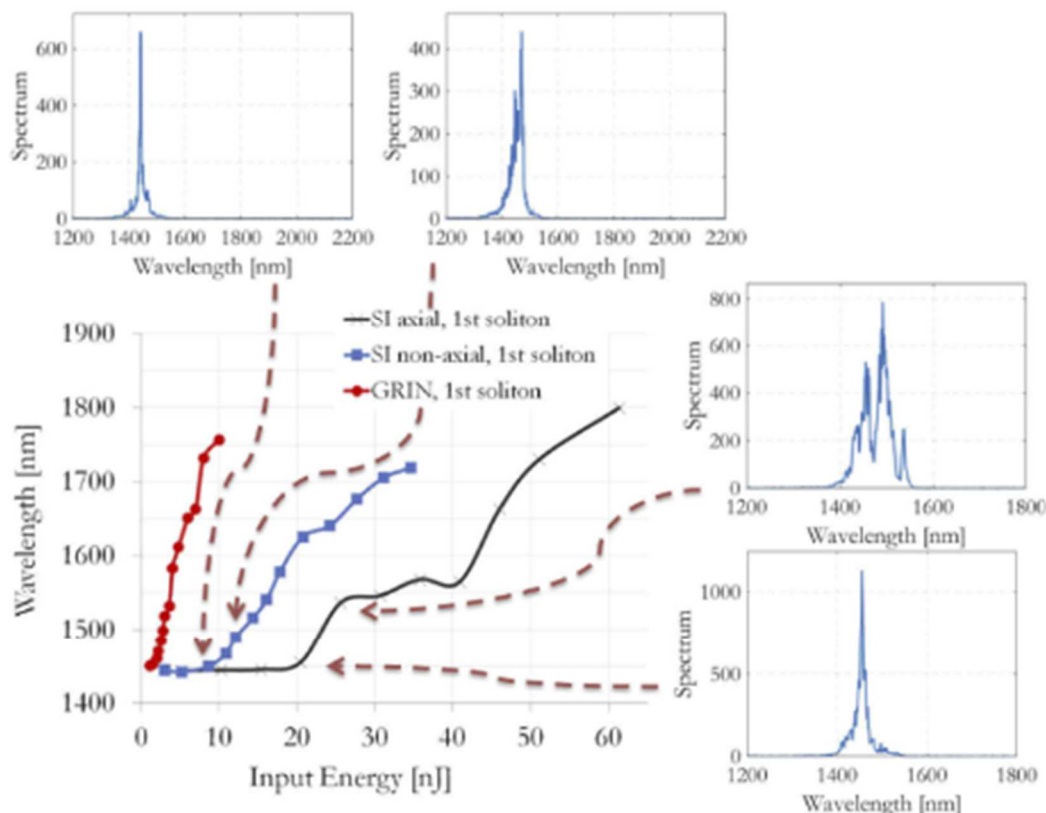 600
400
200
0
Spectrum
1200 1400 1600 1800 2000 2200
Wavelength [nm]
400
300
200
100
0
Spectrum
1200 1400 1600 1800 2000 2200
Wavelength [nm]
SI axial, 1st soliton
SI non-axial, 1st soliton
GRIN, 1st soliton
1900
1800
1700
1600
1500
1400
Wavelength [nm]
0 10 20 30 40 50 60
Input Energy [nJ]
800
600
400
200
0
Spectrum
1200 1400 1600 1800
Wavelength [nm]
1000
500
0
Spectrum
1200 1400 1600 1800
Wavelength [nm]